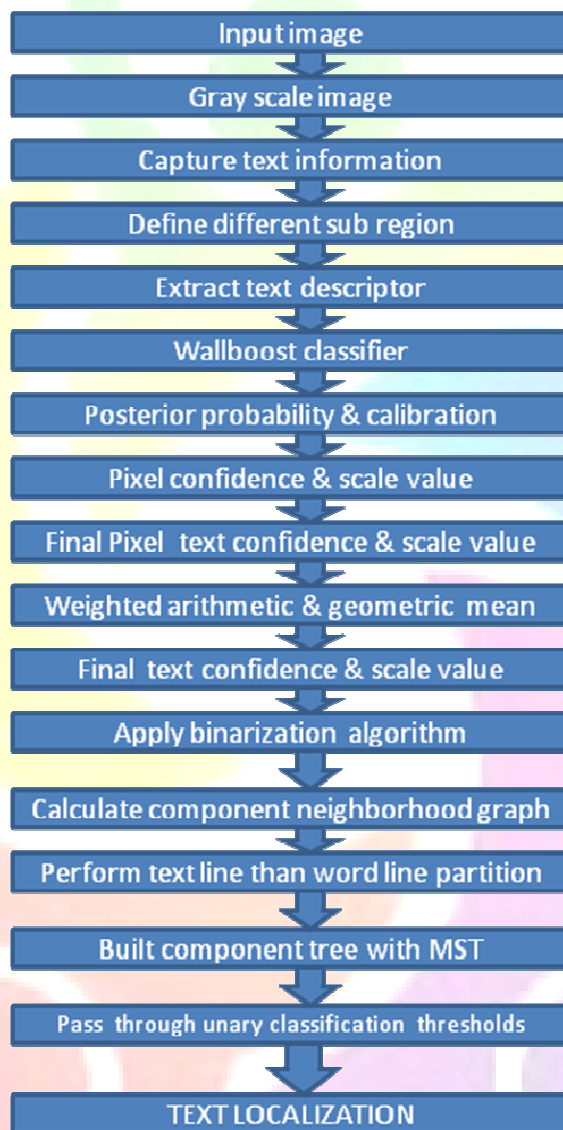 Input image
Gray scale image
Capture text information
Define different sub region
Extract text descriptor
Wallboost classifier
Posterior probability & calibration
Pixel confidence & scale value
Final Pixel text confidence & scale value
Weighted arithmetic & geometric mean
Final text confidence & scale value
Apply binarization algorithm
Calculate component neighborhood graph
Perform text line than word line partition
Built component tree with MST
Pass through unary classification thresholds
TEXT LOCALIZATION